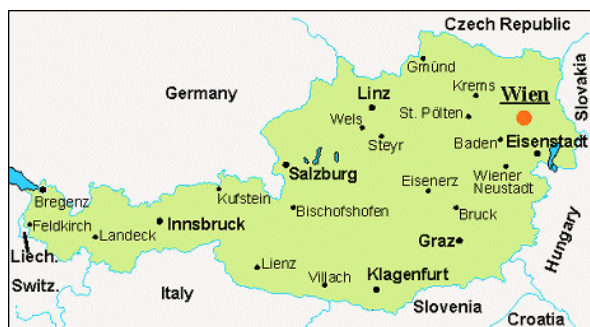 Czech Republic
Slovakia
Gmünd
Germany
Krems
Wien
Linz
St. Pölten
Wels
Steyr
Baden
Eisenstadt
Salzburg
Wiener
Neustadt
Eisenerz
Kufstein
Bregenz
Bischofshofen
Bruck
Feldkirch
Innsbruck
Landeck
Graz
Hungary
Liech.
Lienz
Villach
Klagenfurt
Switz.
Italy
Slovenia
Croatia